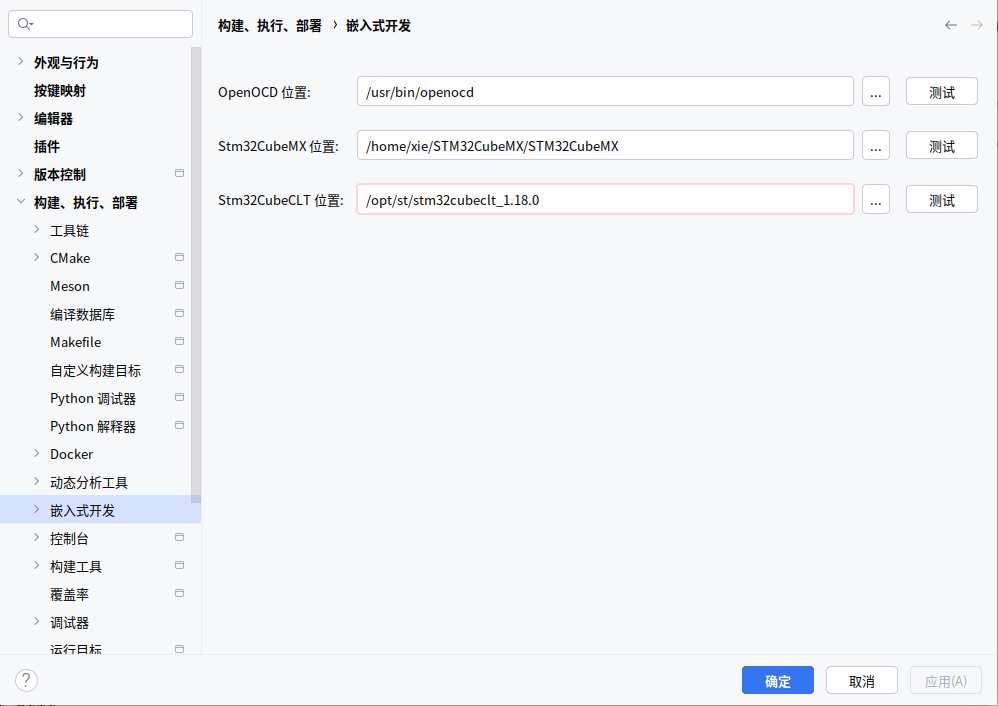 构建、执行、部署 › 嵌入式开发
外观与行为
按键映射
编辑器
插件
版本控制
构建、执行、部署
工具链
CMake
Meson
编译数据库
Makefile
自定义构建目标
Python 调试器
Python 解释器
Docker
动态分析工具
嵌入式开发
控制台
构建工具
覆盖率
调试器
运行目标
OpenOCD 位置: /usr/bin/openocd ... 测试
Stm32CubeMX 位置: /home/xie/STM32CubeMX/STM32CubeMX ... 测试
Stm32CubeCLT 位置: /opt/st/stm32cubeclt_1.18.0 ... 测试
? 确定 取消 应用(A)